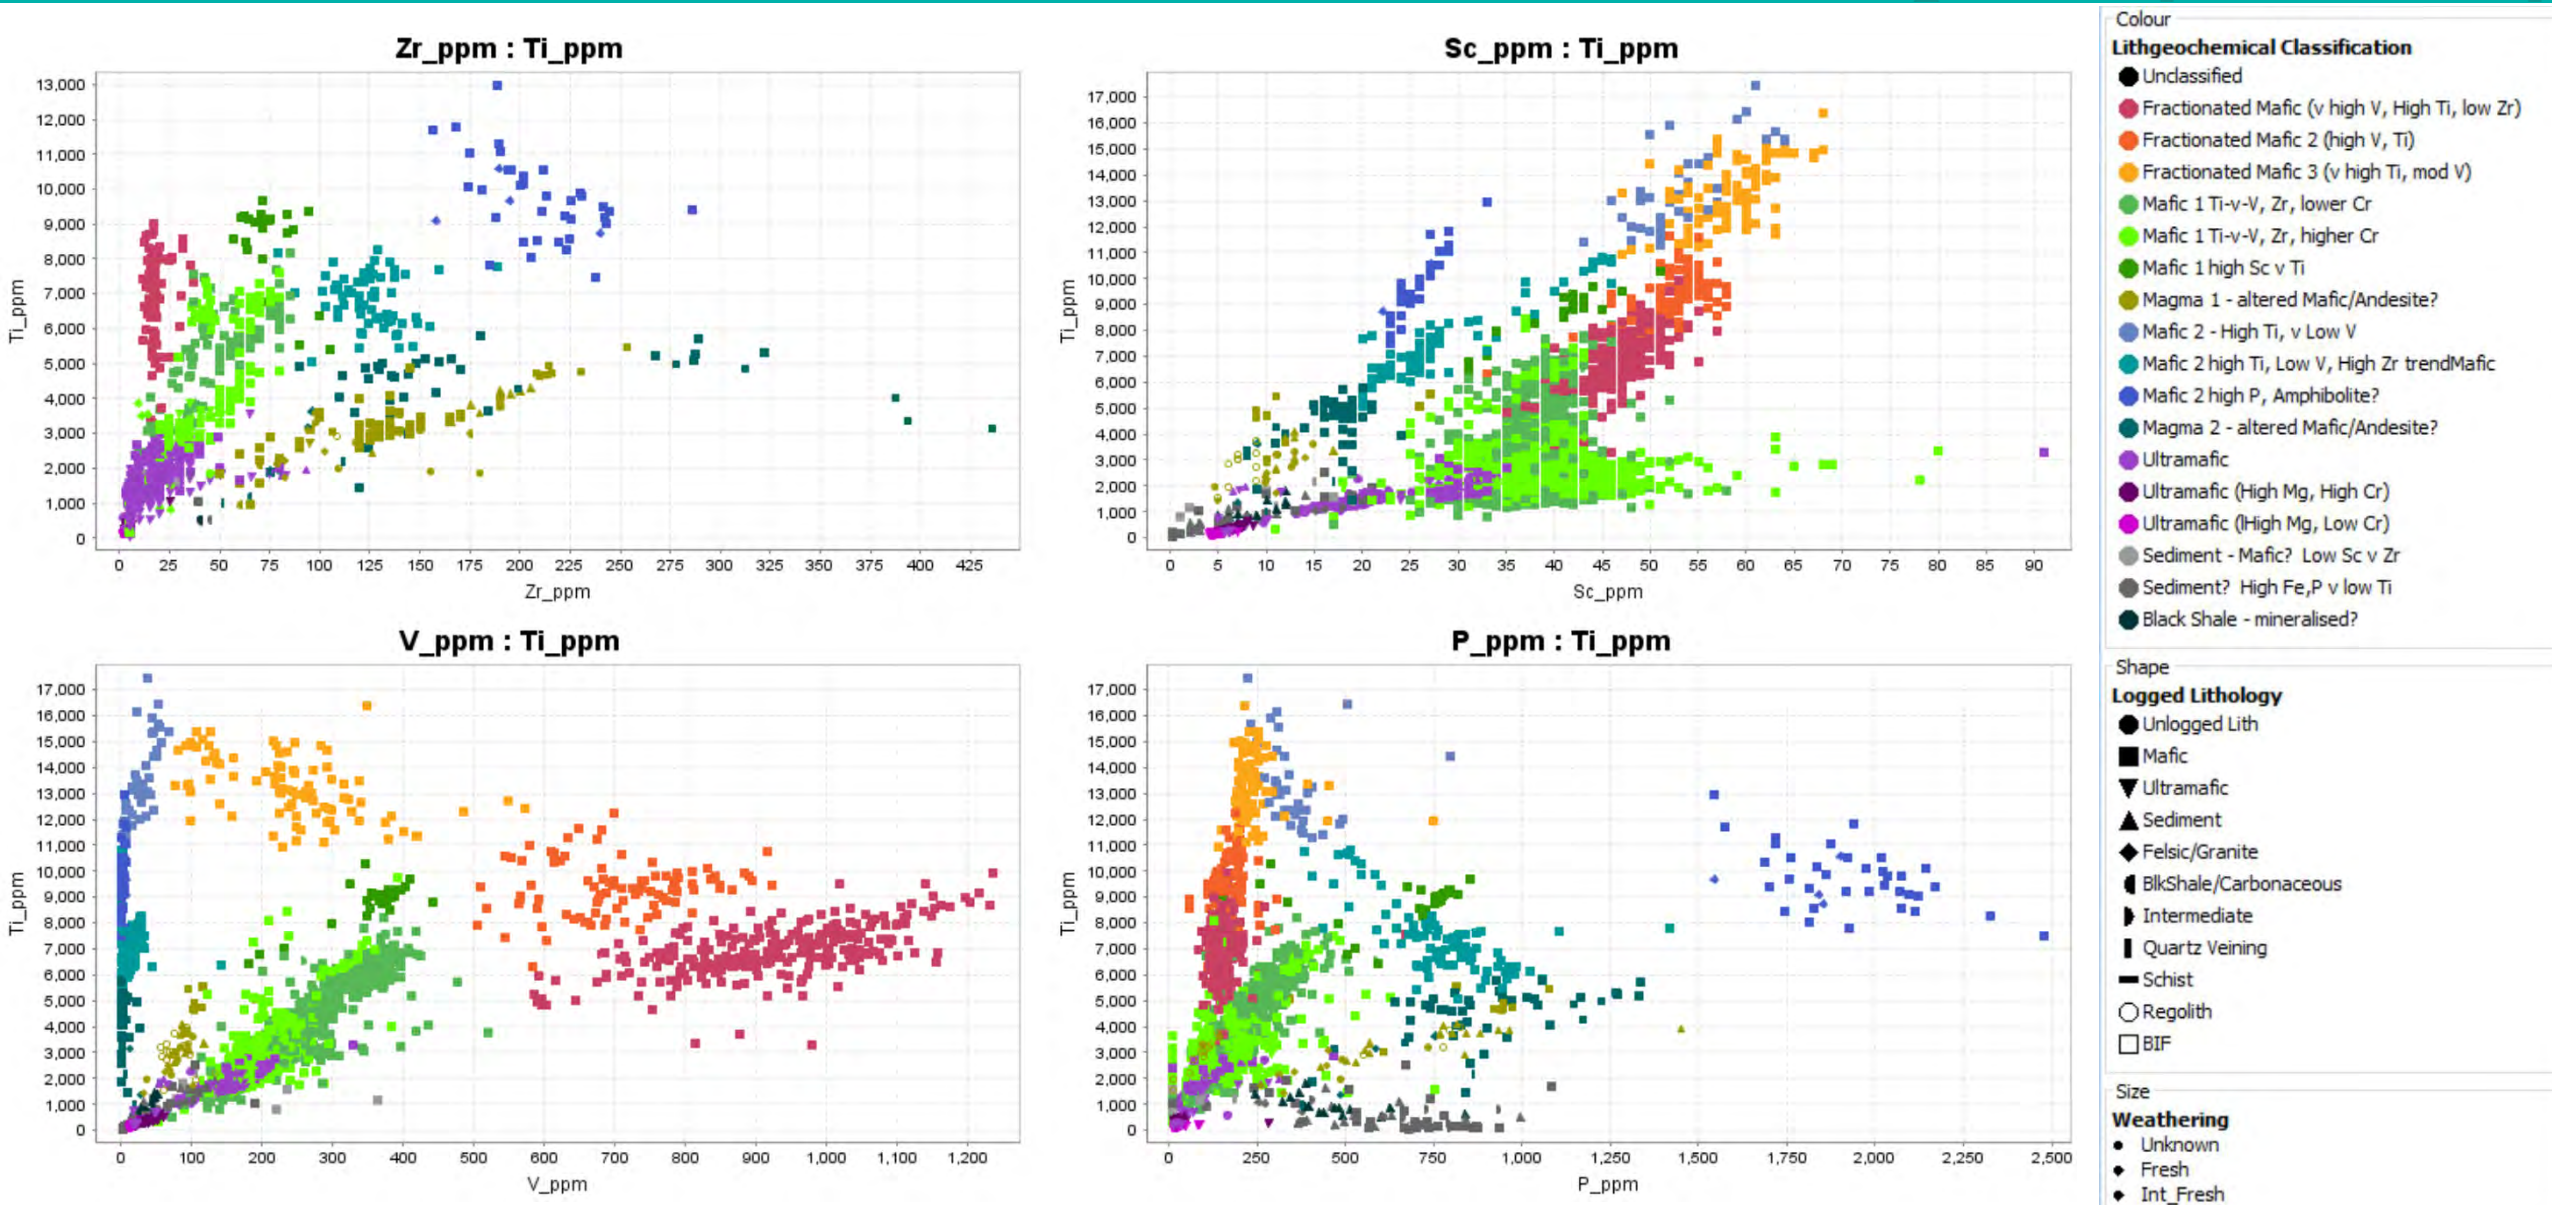 Zr_ppm : Ti_ppm
13,000
12,000
11,000
10,000
9,000
8,000
7,000
6,000
5,000
4,000
3,000
2,000
1,000
0
Ti_ppm
0 25 50 75 100 125 150 175 200 225 250 275 300 325 350 375 400 425
Zr_ppm
Sc_ppm : Ti_ppm
17,000
16,000
15,000
14,000
13,000
12,000
11,000
10,000
9,000
8,000
7,000
6,000
5,000
4,000
3,000
2,000
1,000
0
Ti_ppm
0 5 10 15 20 25 30 35 40 45 50 55 60 65 70 75 80 85 90
Sc_ppm
V_ppm : Ti_ppm
17,000
16,000
15,000
14,000
13,000
12,000
11,000
10,000
9,000
8,000
7,000
6,000
5,000
4,000
3,000
2,000
1,000
0
Ti_ppm
0 100 200 300 400 500 600 700 800 900 1,000 1,100 1,200
V_ppm
P_ppm : Ti_ppm
17,000
16,000
15,000
14,000
13,000
12,000
11,000
10,000
9,000
8,000
7,000
6,000
5,000
4,000
3,000
2,000
1,000
0
Ti_ppm
0 250 500 750 1,000 1,250 1,500 1,750 2,000 2,250 2,500
P_ppm
Colour
Lithgeochemical Classification
Unclassified
Fractionated Mafic (v high V, High Ti, low Zr)
Fractionated Mafic 2 (high V, Ti)
Fractionated Mafic 3 (v high Ti, mod V)
Mafic 1 Ti-v-V, Zr, lower Cr
Mafic 1 Ti-v-V, Zr, higher Cr
Mafic 1 high Sc v Ti
Magma 1 - altered Mafic/Andesite?
Mafic 2 - High Ti, v Low V
Mafic 2 high Ti, Low V, High Zr trendMafic
Mafic 2 high P, Amphibolite?
Magma 2 - altered Mafic/Andesite?
Ultramafic
Ultramafic (High Mg, High Cr)
Ultramafic (lHigh Mg, Low Cr)
Sediment - Mafic? Low Sc v Zr
Sediment? High Fe,P v low Ti
Black Shale - mineralised?
Shape
Logged Lithology
Unlogged Lith
Mafic
Ultramafic
Sediment
Felsic/Granite
BlkShale/Carbonaceous
Intermediate
Quartz Veining
Schist
Regolith
BIF
Size
Weathering
Unknown
Fresh
Int_Fresh